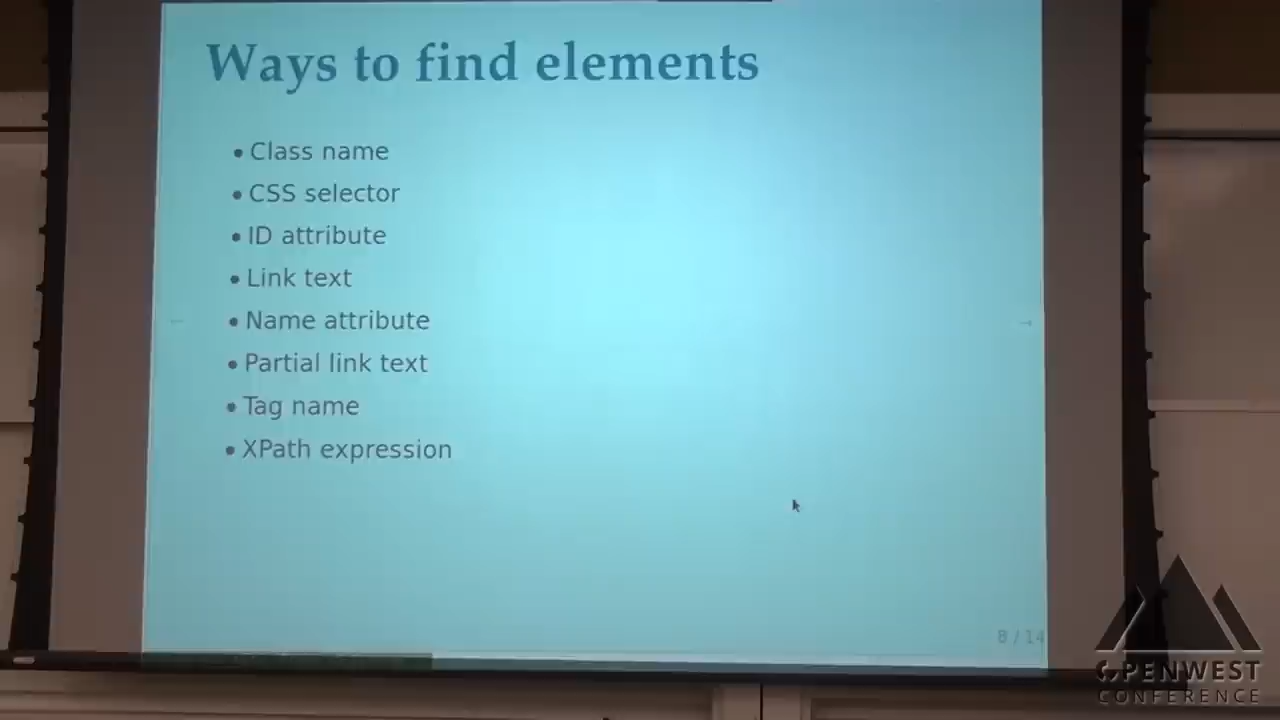 Ways to find elements
• Class name
• CSS selector
• ID attribute
• Link text
• Name attribute
• Partial link text
• Tag name
• XPath expression
8 / 14
OPENWEST
CONFERENCE